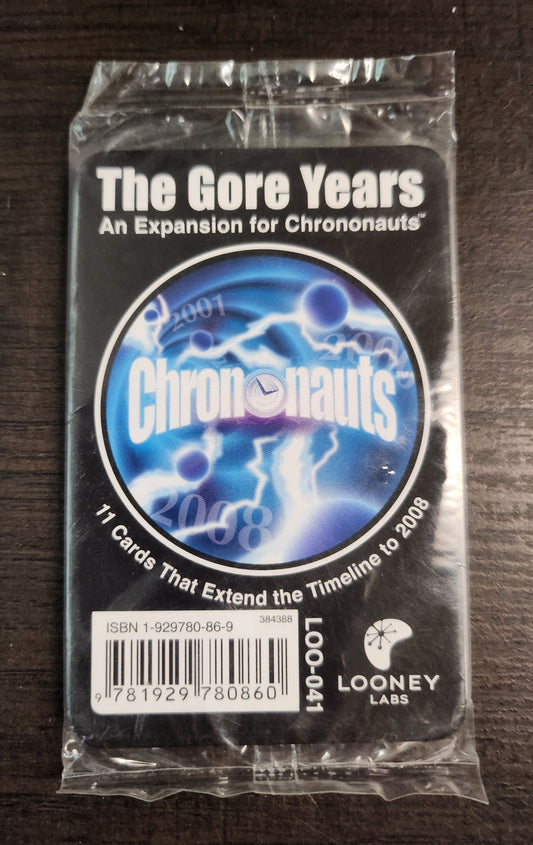 The Gore Years
An Expansion for Chrononauts™
2001
Chrononauts
2008
11 Cards That Extend the Timeline to 2008
ISBN 1-929780-86-9
384388
9 781929 780860
LOO-041
LOONEY
LABS